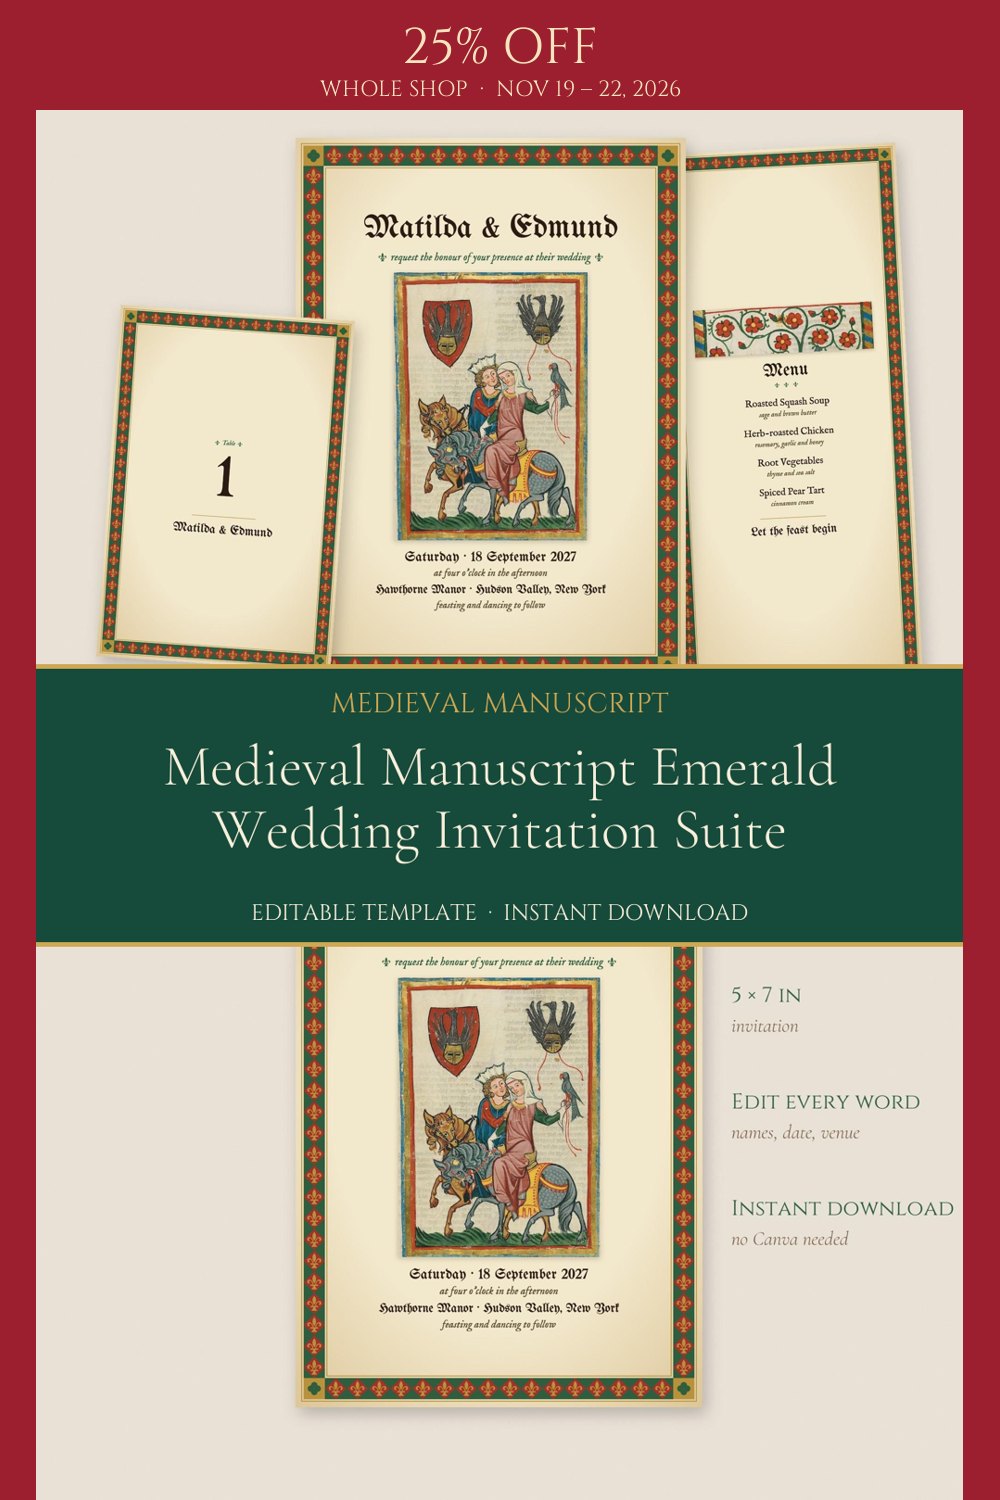 25% OFF
WHOLE SHOP · NOV 19 – 22, 2026
Matilda & Edmund
request the honour of your presence at their wedding
Saturday · 18 September 2027
at four o'clock in the afternoon
Hawthorne Manor · Hudson Valley, New York
feasting and dancing to follow
Table
1
Matilda & Edmund
Menu
Roasted Squash Soup
sage and brown butter
Herb-roasted Chicken
rosemary, garlic and honey
Root Vegetables
thyme and sea salt
Spiced Pear Tart
cinnamon cream
Let the feast begin
MEDIEVAL MANUSCRIPT
Medieval Manuscript Emerald
Wedding Invitation Suite
EDITABLE TEMPLATE · INSTANT DOWNLOAD
request the honour of your presence at their wedding
Saturday · 18 September 2027
at four o'clock in the afternoon
Hawthorne Manor · Hudson Valley, New York
feasting and dancing to follow
5 × 7 IN
invitation
EDIT EVERY WORD
names, date, venue
INSTANT DOWNLOAD
no Canva needed